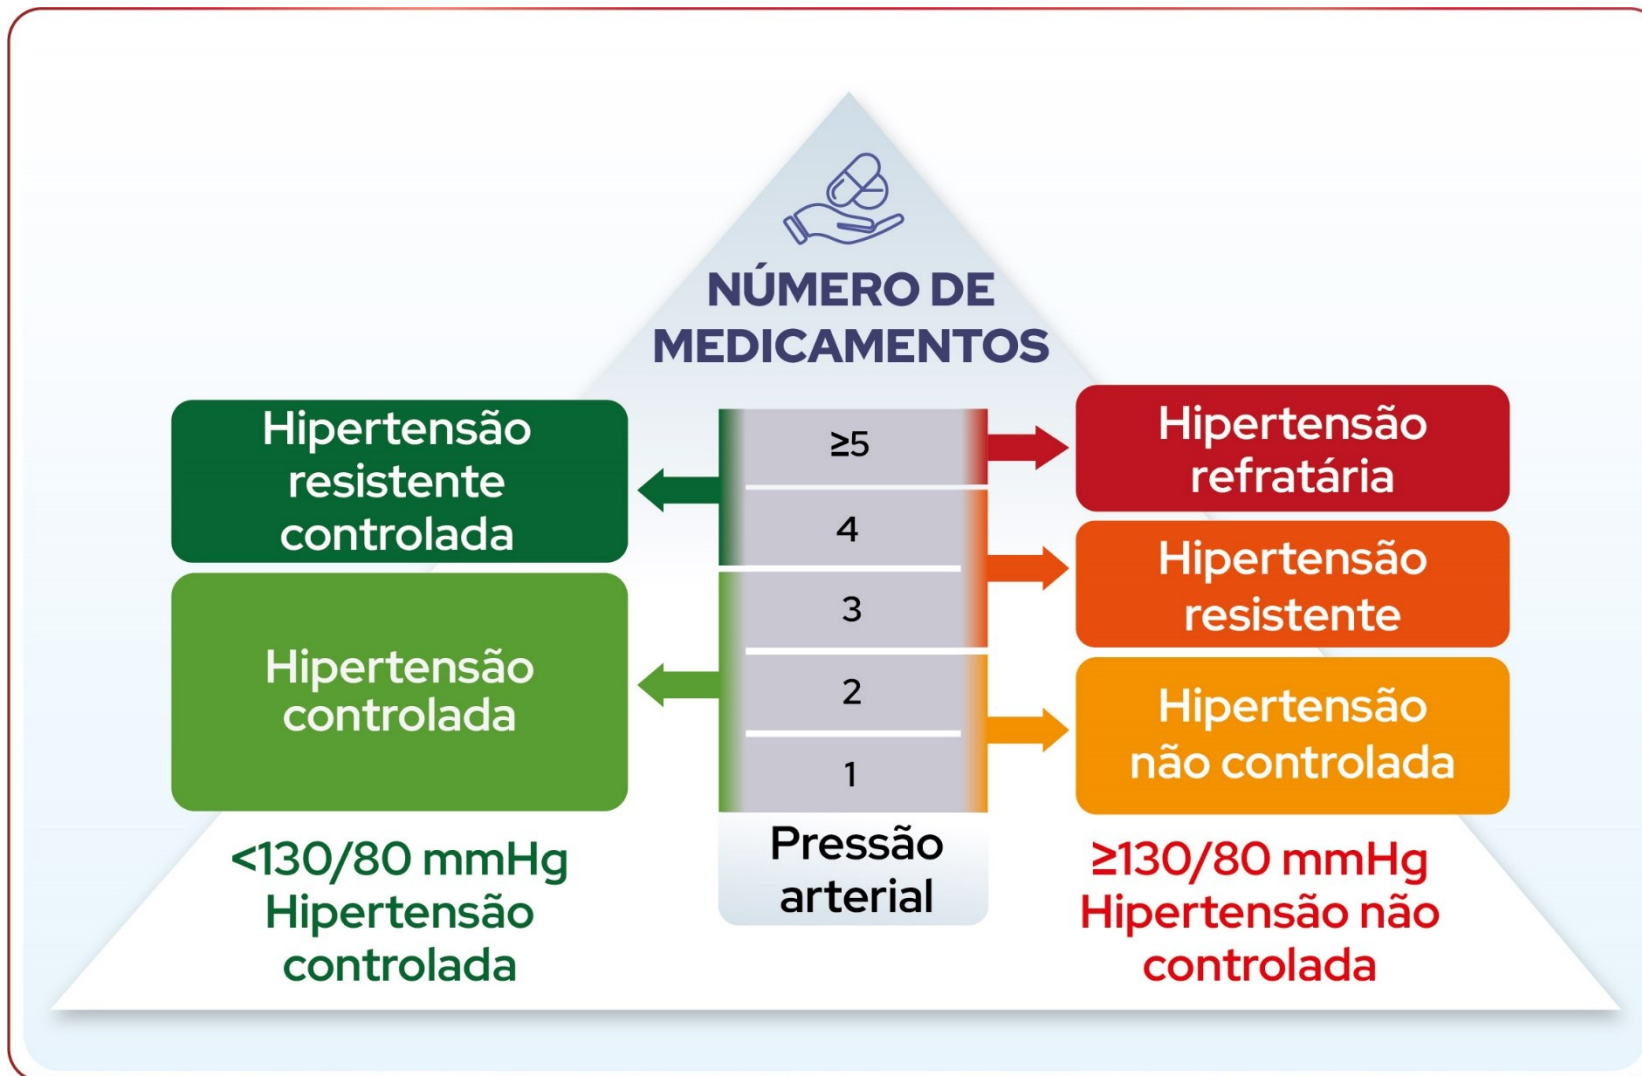 NÚMERO DE
MEDICAMENTOS
Hipertensão
resistente
controlada
Hipertensão
controlada
<130/80 mmHg
Hipertensão
controlada
≥5
4
3
2
1
Pressão
arterial
Hipertensão
refratária
Hipertensão
resistente
Hipertensão
não controlada
≥130/80 mmHg
Hipertensão não
controlada